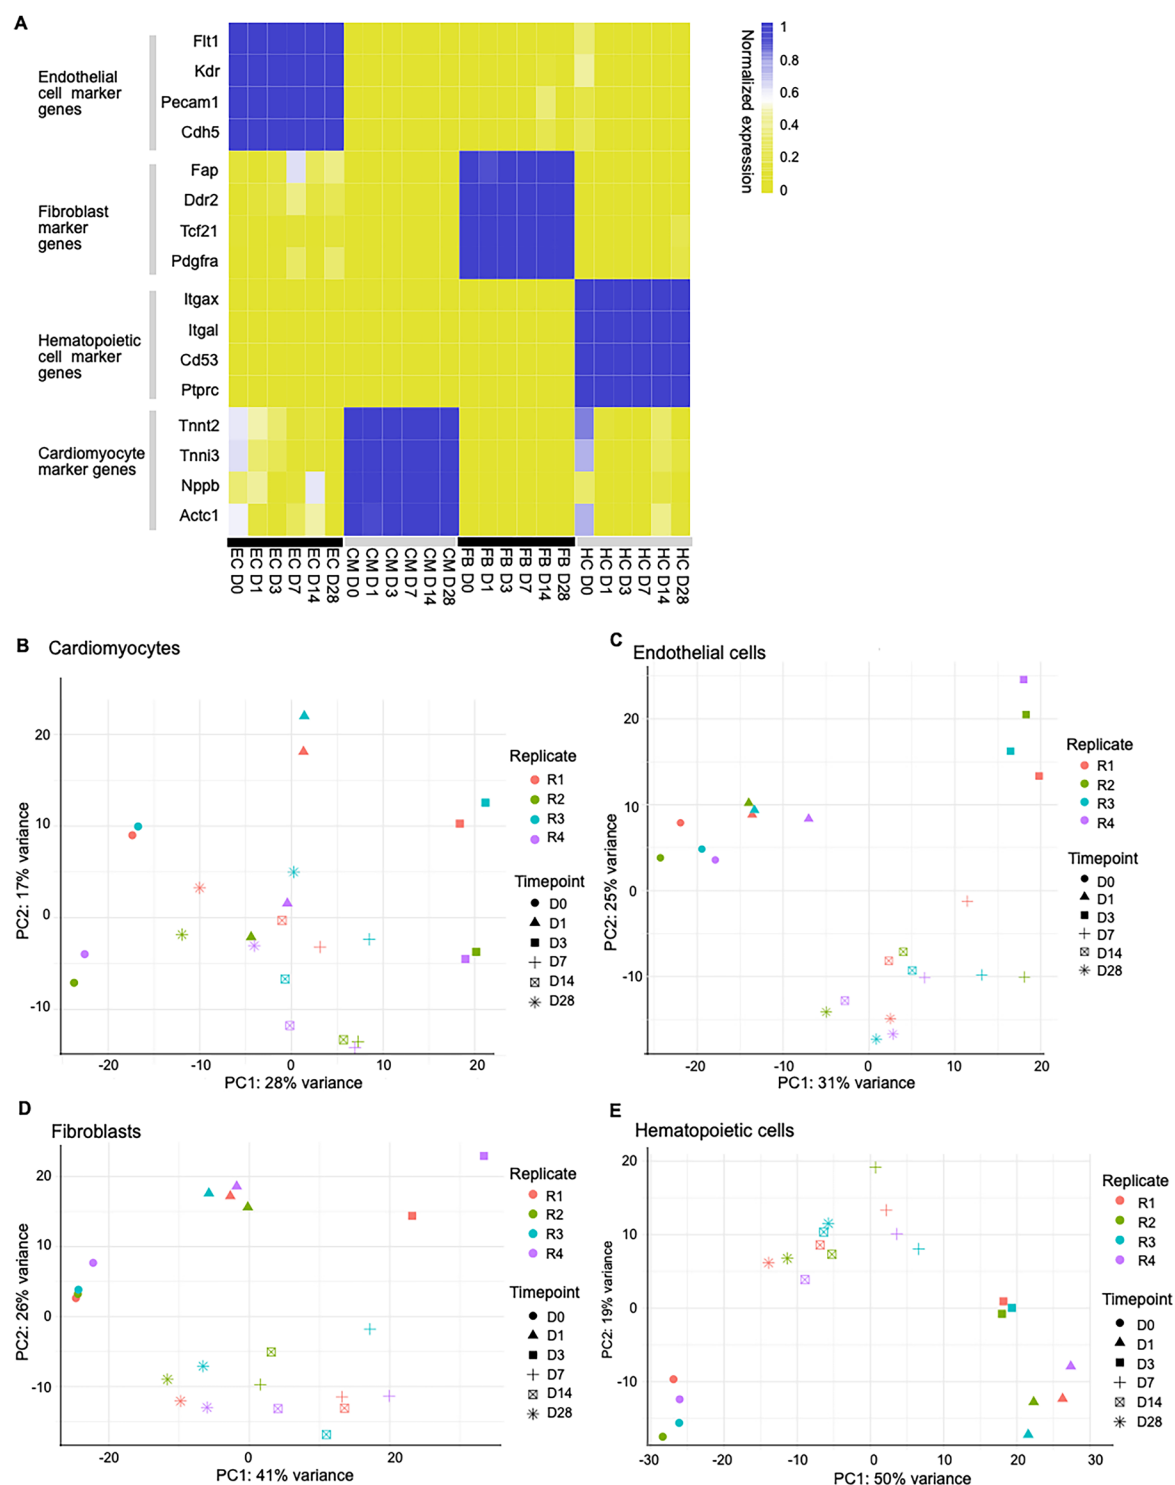 A
Flt1
Kdr
Pecam1
Cdh5
Endothelial
cell marker
genes
Fap
Ddr2
Tcf21
Pdgfra
Fibroblast
marker
genes
Itgax
Itgal
Cd53
Ptprc
Hematopoietic
cell marker
genes
Tnnt2
Tnni3
Nppb
Actc1
Cardiomyocyte
marker genes
EC D0
EC D1
EC D3
EC D7
EC D14
EC D28
CM D0
CM D1
CM D3
CM D7
CM D14
CM D28
FB D0
FB D1
FB D3
FB D7
FB D14
FB D28
HC D0
HC D1
HC D3
HC D7
HC D14
HC D28
Normalized expression
1
0.8
0.6
0.4
0.2
0
B
Cardiomyocytes
PC2: 17% variance
20
10
0
-10
-20
-10
0
10
20
PC1: 28% variance
Replicate
R1
R2
R3
R4
Timepoint
D0
D1
D3
D7
D14
D28
C
Endothelial cells
PC2: 25% variance
20
10
0
-10
-20
-10
0
10
20
PC1: 31% variance
Replicate
R1
R2
R3
R4
Timepoint
D0
D1
D3
D7
D14
D28
D
Fibroblasts
PC2: 26% variance
20
10
0
-10
-20
0
20
PC1: 41% variance
Replicate
R1
R2
R3
R4
Timepoint
D0
D1
D3
D7
D14
D28
E
Hematopoietic cells
PC2: 19% variance
20
10
0
-10
-30
-20
-10
0
10
20
30
PC1: 50% variance
Replicate
R1
R2
R3
R4
Timepoint
D0
D1
D3
D7
D14
D28